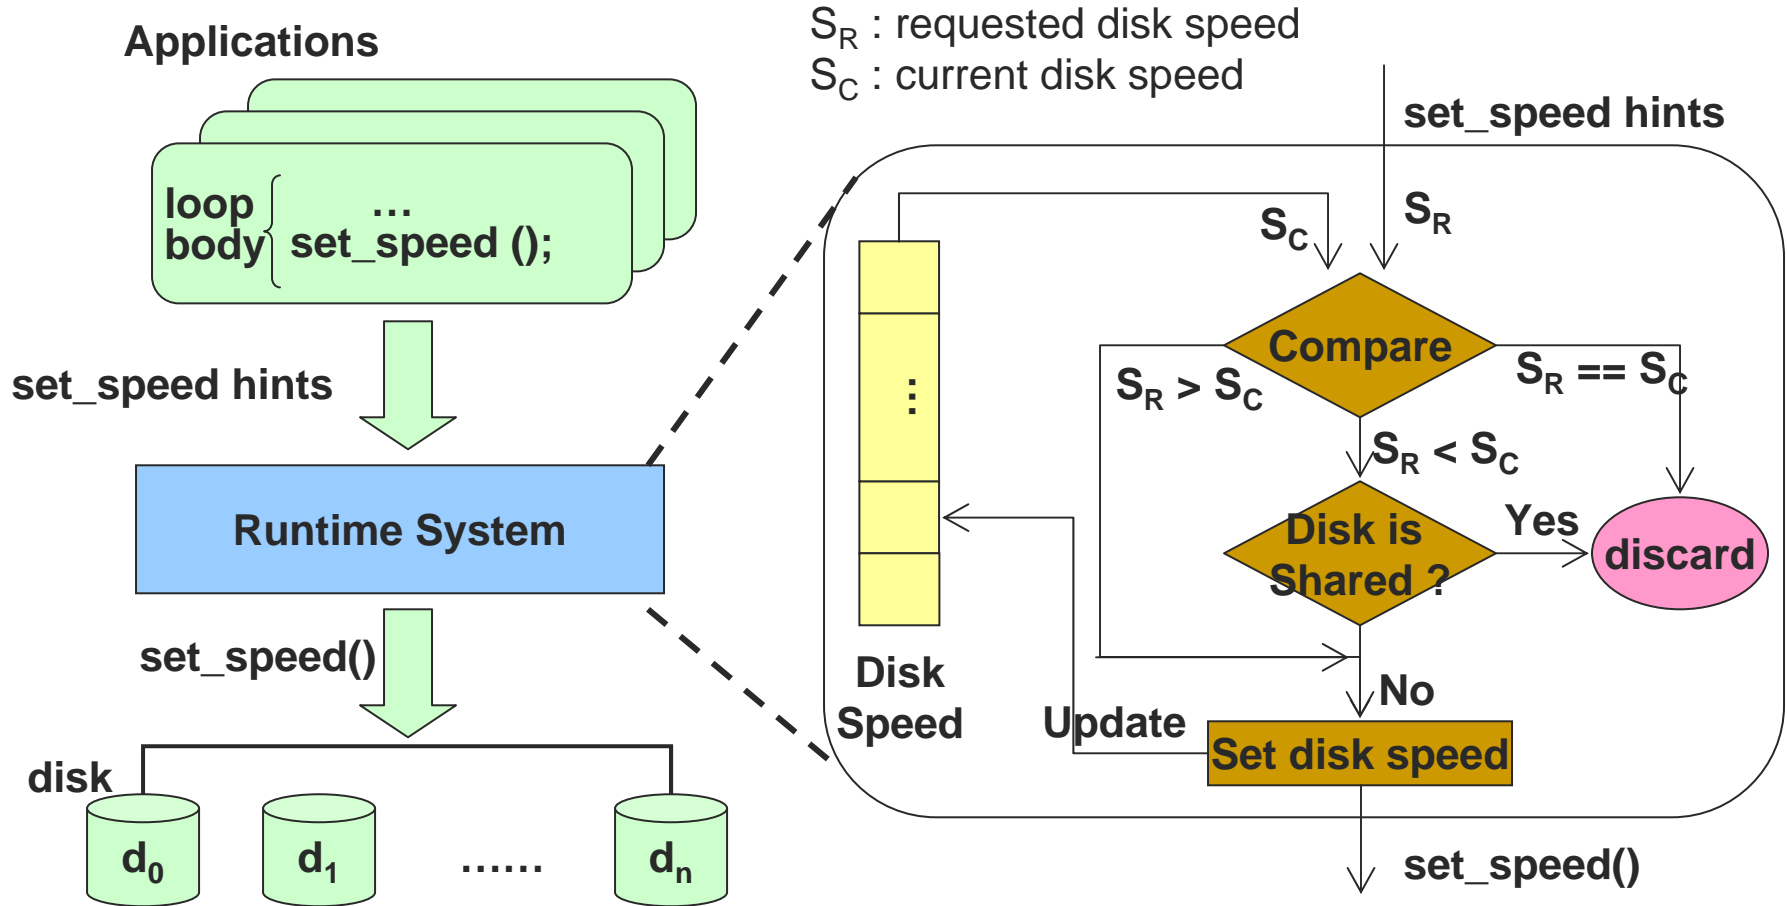 Applications
loop
body
…
set_speed ();
set_speed hints
Runtime System
set_speed()
disk
d0
d1
......
dn
SR : requested disk speed
SC : current disk speed
set_speed hints
SC
SR
Compare
SR > SC
SR == SC
SR < SC
…
Disk is
Shared ?
Yes
discard
No
Disk
Speed
Update
Set disk speed
set_speed()